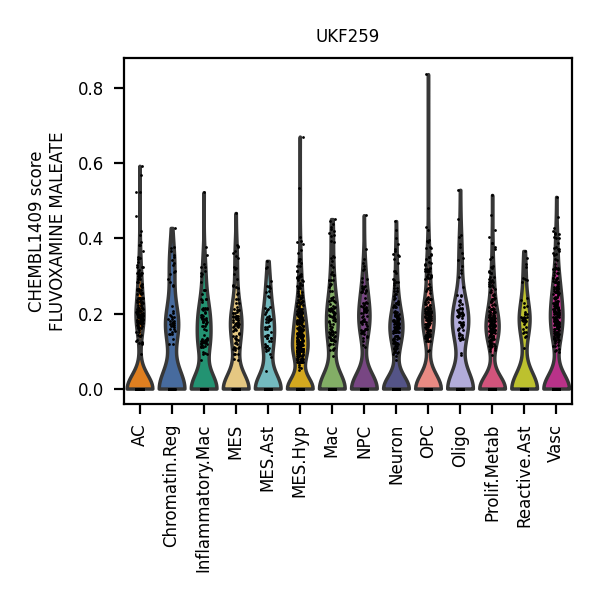 UKF259
CHEMBL1409 score
FLUVOXAMINE MALEATE
0.8
0.6
0.4
0.2
0.0
AC
Chromatin.Reg
Inflammatory.Mac
MES
MES.Ast
MES.Hyp
Mac
NPC
Neuron
OPC
Oligo
Prolif.Metab
Reactive.Ast
Vasc